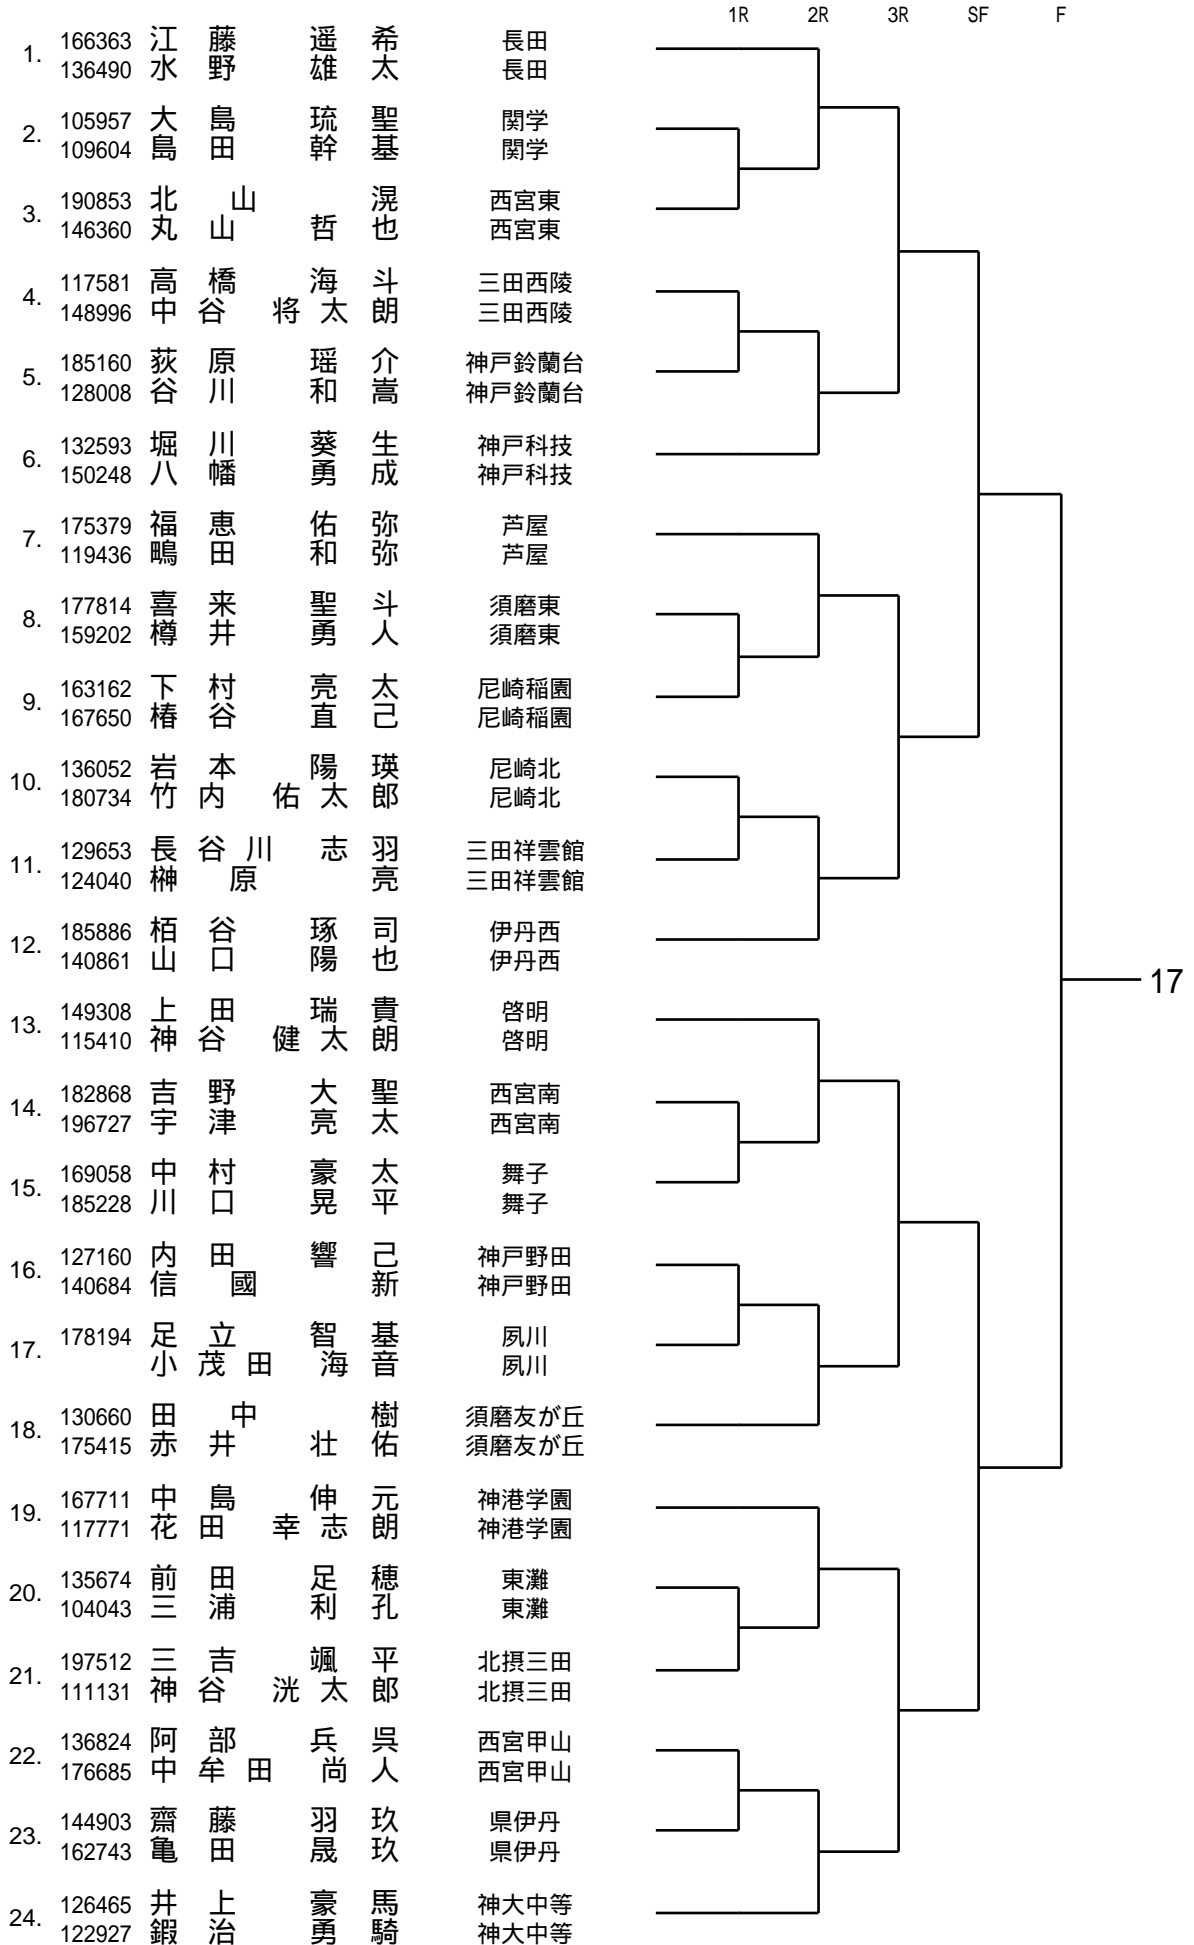 1R 2R 3R SF F
1. 166363 江藤 遥希 長田
136490 水野 雄太 長田
2. 105957 大島 琉聖 関学
109604 島田 幹基 関学
3. 190853 北山 滉 西宮東
146360 丸山 哲也 西宮東
4. 117581 高橋 海斗 三田西陵
148996 中谷 将太朗 三田西陵
5. 185160 荻原 瑶介 神戸鈴蘭台
128008 谷川 和嵩 神戸鈴蘭台
6. 132593 堀川 葵生 神戸科技
150248 八幡 勇成 神戸科技
7. 175379 福恵 佑弥 芦屋
119436 鴫田 和弥 芦屋
8. 177814 喜来 聖斗 須磨東
159202 樽井 勇人 須磨東
9. 163162 下村 亮太 尼崎稲園
167650 椿谷 直己 尼崎稲園
10. 136052 岩本 陽瑛 尼崎北
180734 竹内 佑太郎 尼崎北
11. 129653 長谷川 志羽 三田祥雲館
124040 榊原 亮 三田祥雲館
12. 185886 栢谷 琢司 伊丹西
140861 山口 陽也 伊丹西
17
13. 149308 上田 瑞貴 啓明
115410 神谷 健太朗 啓明
14. 182868 吉野 大聖 西宮南
196727 宇津 亮太 西宮南
15. 169058 中村 豪太 舞子
185228 川口 晃平 舞子
16. 127160 内田 響己 神戸野田
140684 信國 新 神戸野田
17. 178194 足立 智基 夙川
小茂田 海音 夙川
18. 130660 田中 樹 須磨友が丘
175415 赤井 壮佑 須磨友が丘
19. 167711 中島 伸元 神港学園
117771 花田 幸志朗 神港学園
20. 135674 前田 足穂 東灘
104043 三浦 利孔 東灘
21. 197512 三吉 颯平 北摂三田
111131 神谷 洸太郎 北摂三田
22. 136824 阿部 兵呉 西宮甲山
176685 中牟田 尚人 西宮甲山
23. 144903 齋藤 羽玖 県伊丹
162743 亀田 晟玖 県伊丹
24. 126465 井上 豪馬 神大中等
122927 鍜治 勇騎 神大中等